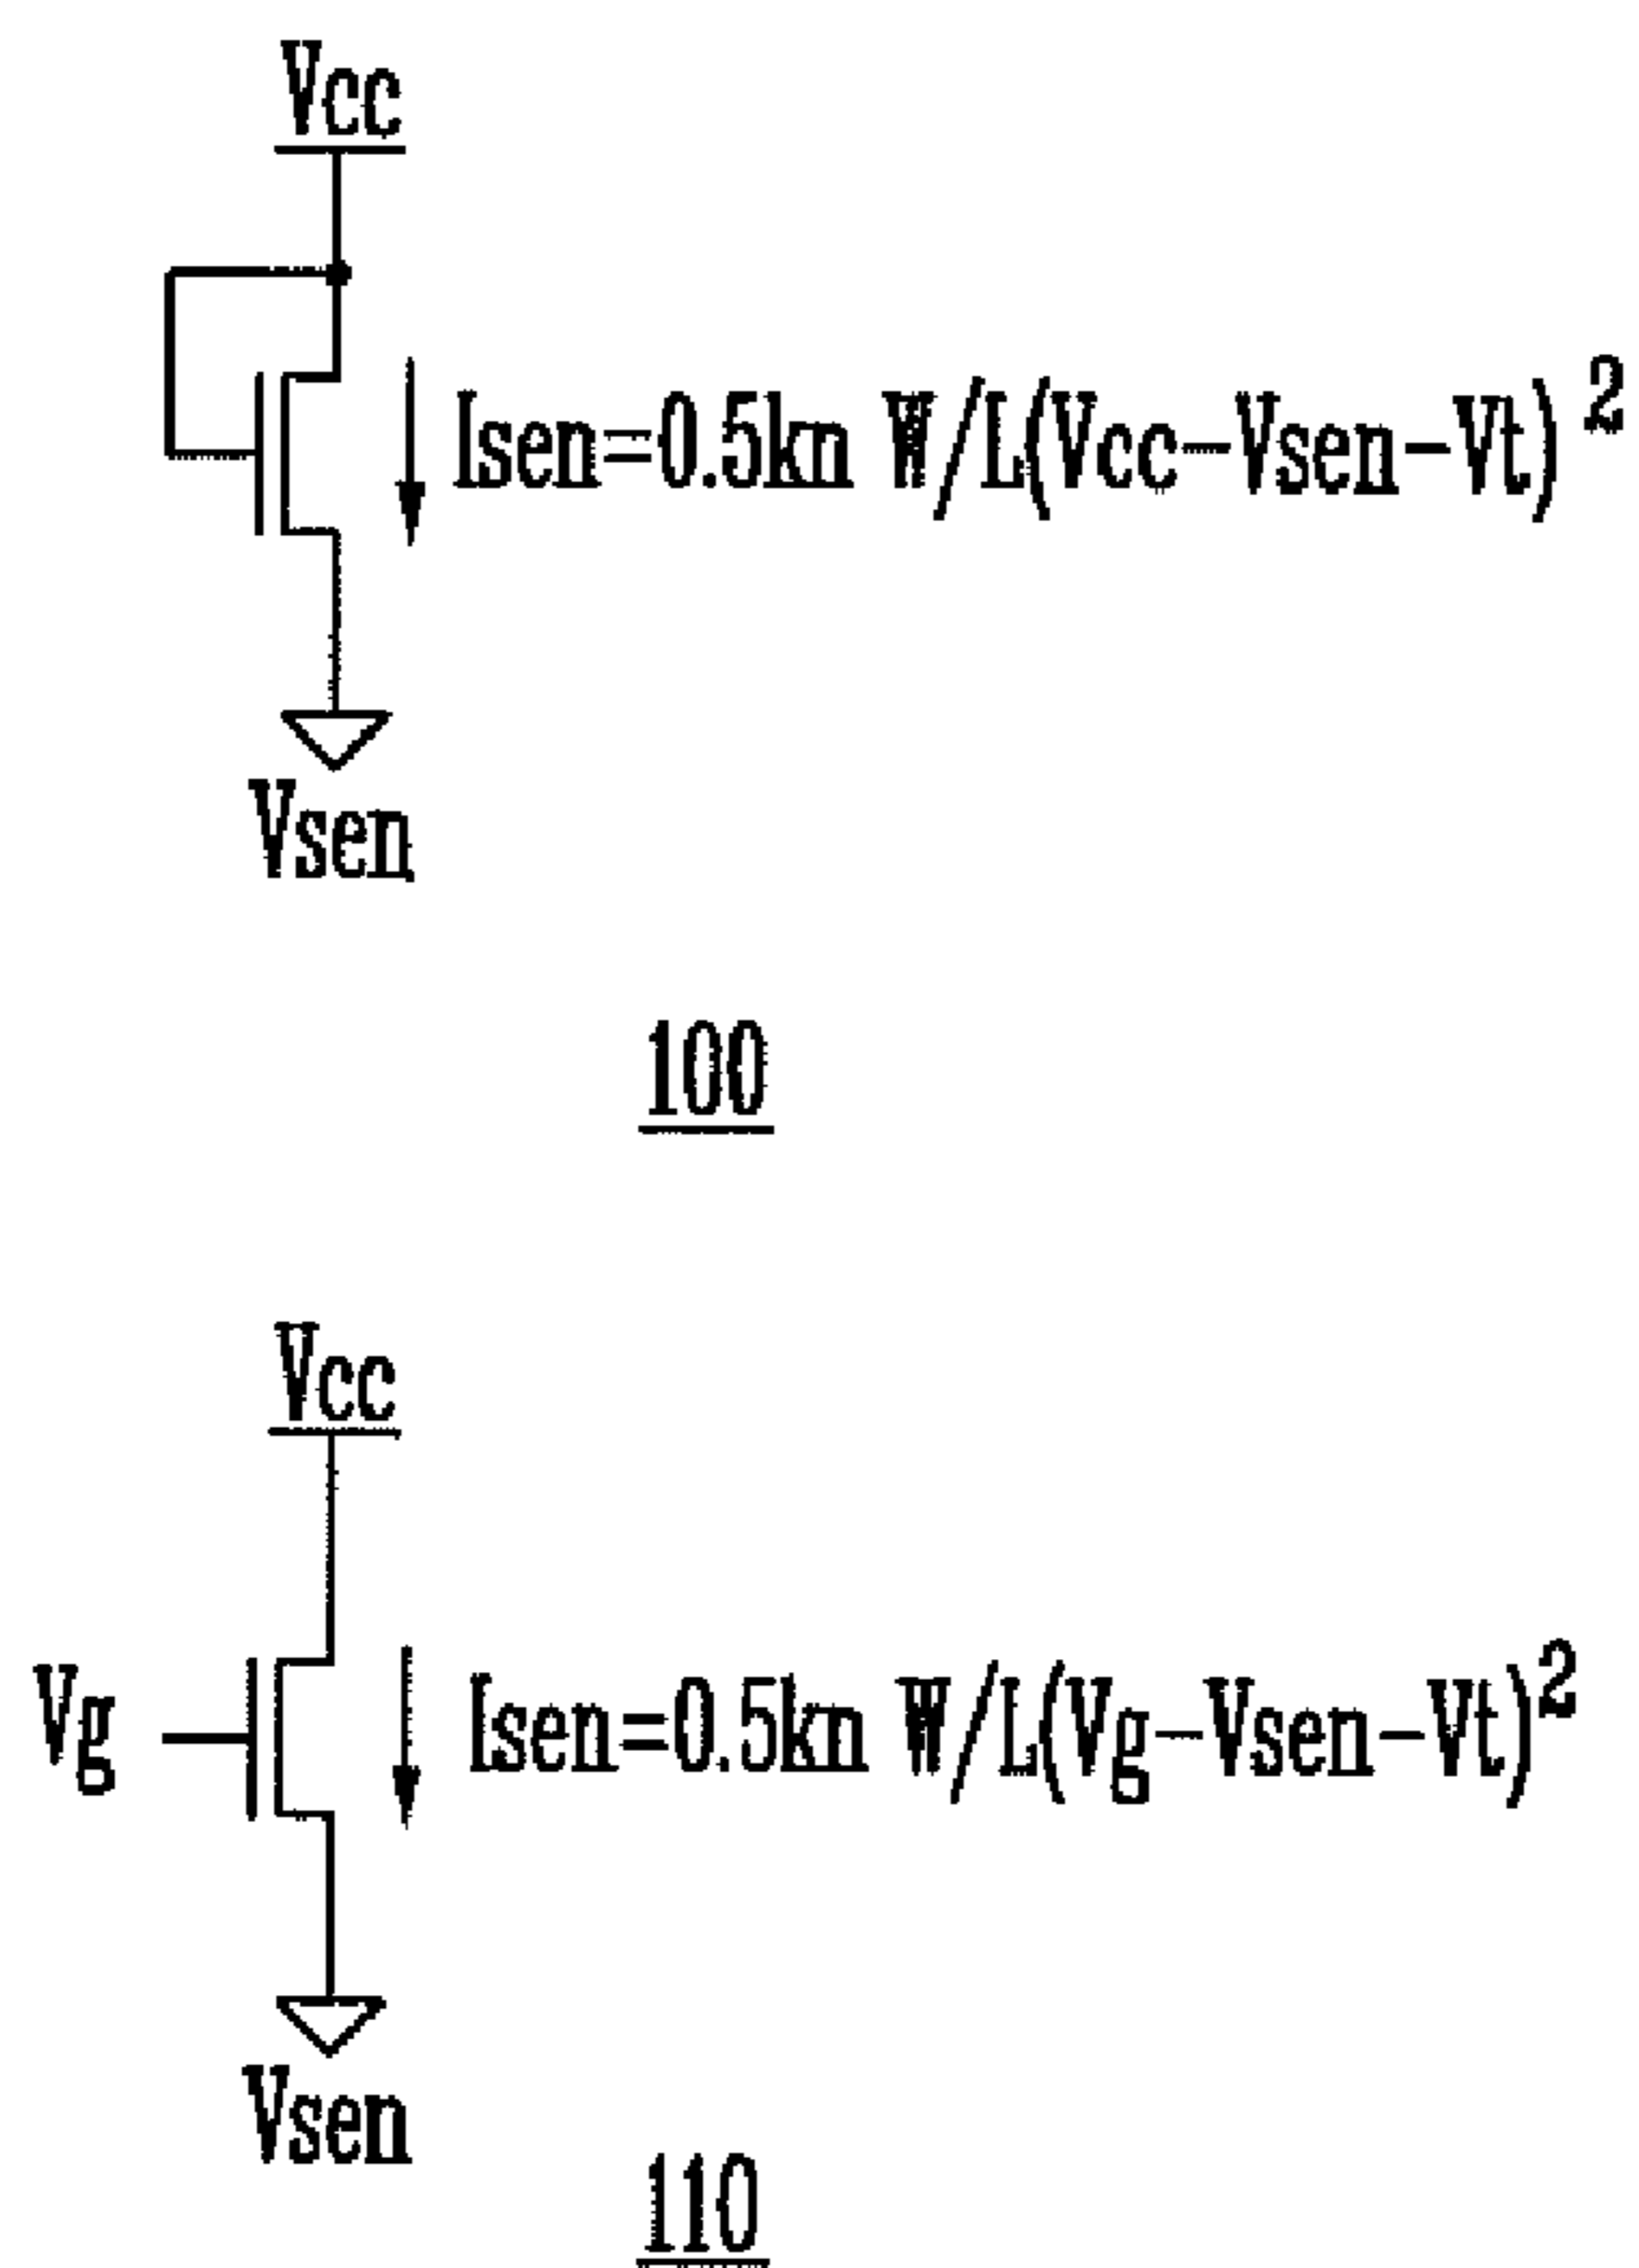 Vcc
Isen=0.5kn W/L(Vcc-Vsen-Vt)²
Vsen
100
Vcc
Vg
Isen=0.5kn W/L(Vg-Vsen-Vt)²
Vsen
110